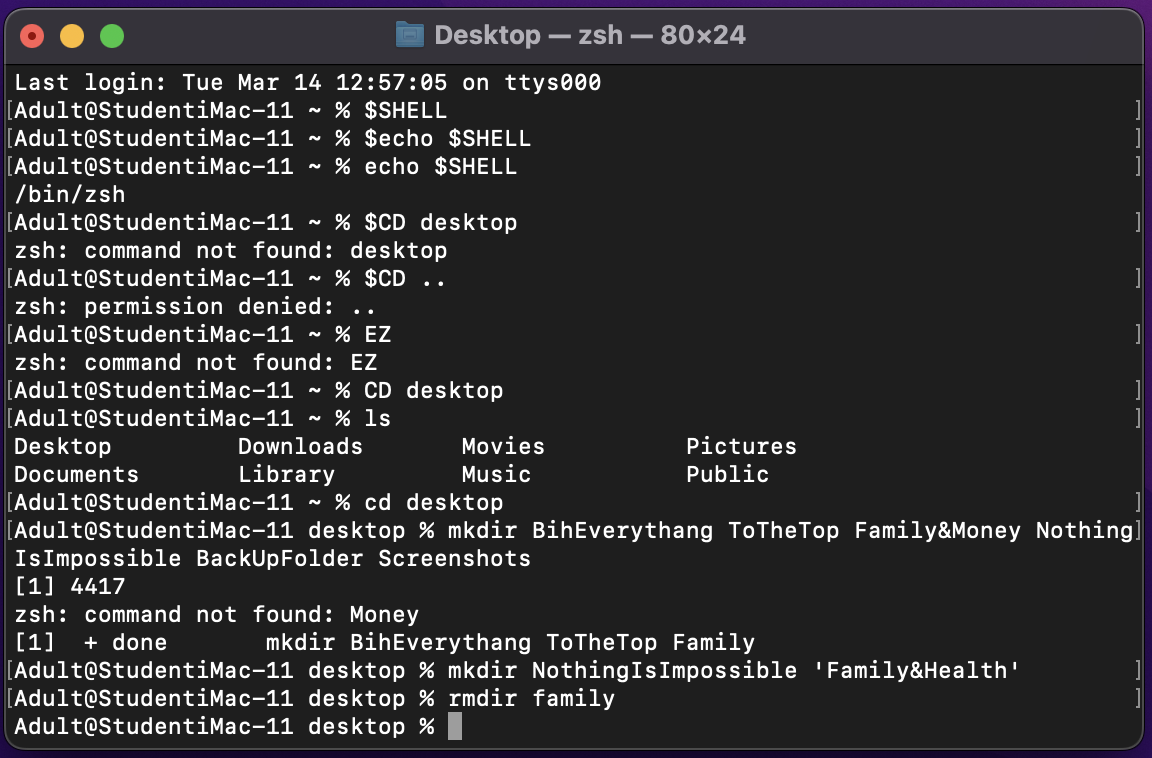 Desktop — zsh — 80×24
Last login: Tue Mar 14 12:57:05 on ttys000
[Adult@StudentiMac-11 ~ % $SHELL ]
[Adult@StudentiMac-11 ~ % $echo $SHELL ]
[Adult@StudentiMac-11 ~ % echo $SHELL ]
/bin/zsh
[Adult@StudentiMac-11 ~ % $CD desktop ]
zsh: command not found: desktop
[Adult@StudentiMac-11 ~ % $CD .. ]
zsh: permission denied: ..
[Adult@StudentiMac-11 ~ % EZ ]
zsh: command not found: EZ
[Adult@StudentiMac-11 ~ % CD desktop ]
[Adult@StudentiMac-11 ~ % ls ]
Desktop Downloads Movies Pictures
Documents Library Music Public
[Adult@StudentiMac-11 ~ % cd desktop ]
[Adult@StudentiMac-11 desktop % mkdir BihEverythang ToTheTop Family&Money Nothing]
IsImpossible BackUpFolder Screenshots
[1] 4417
zsh: command not found: Money
[1]  + done       mkdir BihEverythang ToTheTop Family
[Adult@StudentiMac-11 desktop % mkdir NothingIsImpossible 'Family&Health' ]
[Adult@StudentiMac-11 desktop % rmdir family ]
Adult@StudentiMac-11 desktop %